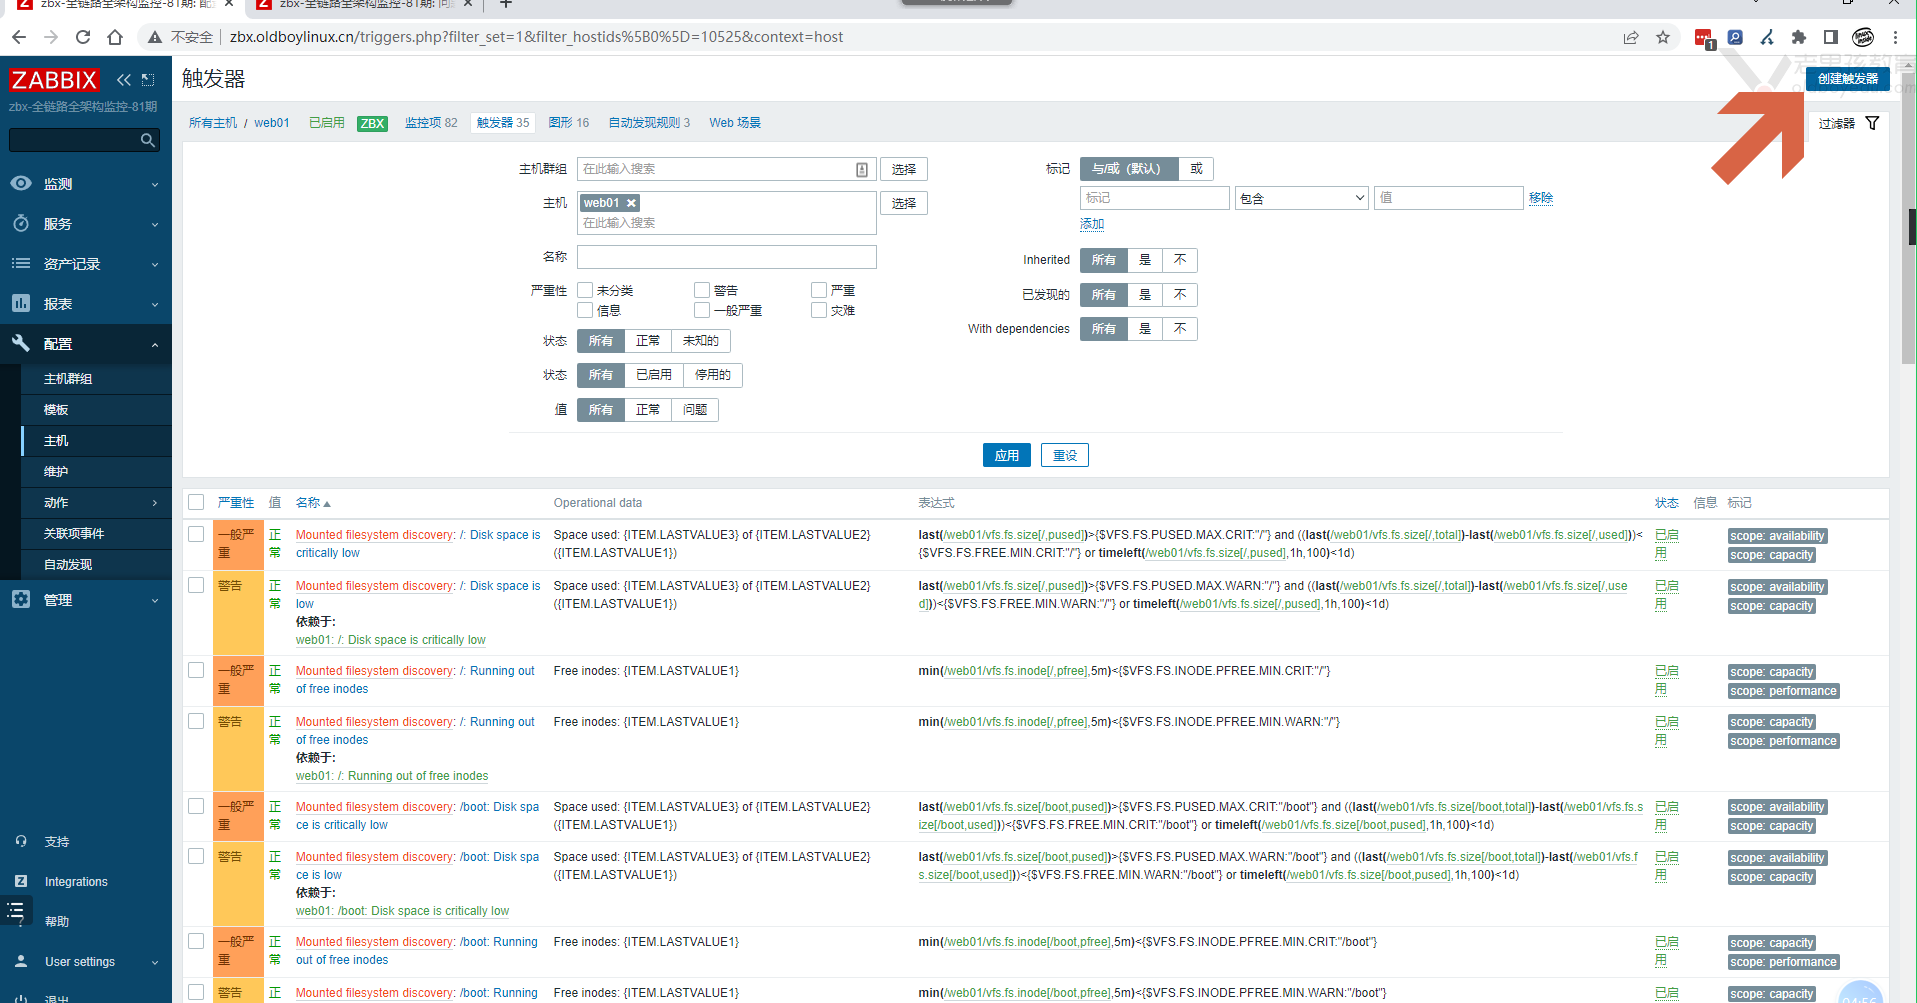 zbx-全链路全架构监控-81期: 配
zbx-全链路全架构监控-81期: 问
不安全
zbx.oldboylinux.cn/triggers.php?filter_set=1&filter_hostids%5B0%5D=10525&context=host
1
ZABBIX
zbx-全链路全架构监控-81期
监测
服务
资产记录
报表
配置
主机群组
模板
主机
维护
动作
关联项事件
自动发现
管理
支持
Integrations
帮助
User settings
退出
触发器
创建触发器
所有主机 / web01 已启用 ZBX 监控项 82 触发器 35 图形 16 自动发现规则 3 Web 场景
过滤器
主机群组 在此输入搜索 选择
主机 web01 选择
在此输入搜索
名称
严重性 未分类 警告 严重
信息 一般严重 灾难
状态 所有 正常 未知的
状态 所有 已启用 停用的
值 所有 正常 问题
标记 与/或（默认） 或
标记 包含 值 移除
添加
Inherited 所有 是 不
已发现的 所有 是 不
With dependencies 所有 是 不
应用 重设
严重性 值 名称 Operational data 表达式 状态 信息 标记
一般严重 正常 Mounted filesystem discovery: /: Disk space is Space used: {ITEM.LASTVALUE3} of {ITEM.LASTVALUE2} last(/web01/vfs.fs.size[/,pused])>{$VFS.FS.PUSED.MAX.CRIT:"/"} and ((last(/web01/vfs.fs.size[/,total])-last(/web01/vfs.fs.size[/,used]))< 已启用 scope: availability
critically low ({ITEM.LASTVALUE1}) {$VFS.FS.FREE.MIN.CRIT:"/"} or timeleft(/web01/vfs.fs.size[/,pused],1h,100)<1d) scope: capacity
警告 正常 Mounted filesystem discovery: /: Disk space is Space used: {ITEM.LASTVALUE3} of {ITEM.LASTVALUE2} last(/web01/vfs.fs.size[/,pused])>{$VFS.FS.PUSED.MAX.WARN:"/"} and ((last(/web01/vfs.fs.size[/,total])-last(/web01/vfs.fs.size[/,use 已启用 scope: availability
low ({ITEM.LASTVALUE1}) d]))<{$VFS.FS.FREE.MIN.WARN:"/"} or timeleft(/web01/vfs.fs.size[/,pused],1h,100)<1d) scope: capacity
依赖于:
web01: /: Disk space is critically low
一般严重 正常 Mounted filesystem discovery: /: Running out Free inodes: {ITEM.LASTVALUE1} min(/web01/vfs.fs.inode[/,pfree],5m)<{$VFS.FS.INODE.PFREE.MIN.CRIT:"/"} 已启用 scope: capacity
of free inodes scope: performance
警告 正常 Mounted filesystem discovery: /: Running out Free inodes: {ITEM.LASTVALUE1} min(/web01/vfs.fs.inode[/,pfree],5m)<{$VFS.FS.INODE.PFREE.MIN.WARN:"/"} 已启用 scope: capacity
of free inodes scope: performance
依赖于:
web01: /: Running out of free inodes
一般严重 正常 Mounted filesystem discovery: /boot: Disk spa Space used: {ITEM.LASTVALUE3} of {ITEM.LASTVALUE2} last(/web01/vfs.fs.size[/boot,pused])>{$VFS.FS.PUSED.MAX.CRIT:"/boot"} and ((last(/web01/vfs.fs.size[/boot,total])-last(/web01/vfs.fs.s 已启用 scope: availability
ce is critically low ({ITEM.LASTVALUE1}) ize[/boot,used]))<{$VFS.FS.FREE.MIN.CRIT:"/boot"} or timeleft(/web01/vfs.fs.size[/boot,pused],1h,100)<1d) scope: capacity
警告 正常 Mounted filesystem discovery: /boot: Disk spa Space used: {ITEM.LASTVALUE3} of {ITEM.LASTVALUE2} last(/web01/vfs.fs.size[/boot,pused])>{$VFS.FS.PUSED.MAX.WARN:"/boot"} and ((last(/web01/vfs.fs.size[/boot,total])-last(/web01/vfs.f 已启用 scope: availability
ce is low ({ITEM.LASTVALUE1}) s.size[/boot,used]))<{$VFS.FS.FREE.MIN.WARN:"/boot"} or timeleft(/web01/vfs.fs.size[/boot,pused],1h,100)<1d) scope: capacity
依赖于:
web01: /boot: Disk space is critically low
一般严重 正常 Mounted filesystem discovery: /boot: Running Free inodes: {ITEM.LASTVALUE1} min(/web01/vfs.fs.inode[/boot,pfree],5m)<{$VFS.FS.INODE.PFREE.MIN.CRIT:"/boot"} 已启用 scope: capacity
out of free inodes scope: performance
警告 正 Mounted filesystem discovery: /boot: Running Free inodes: {ITEM.LASTVALUE1} min(/web01/vfs.fs.inode[/boot,pfree],5m)<{$VFS.FS.INODE.PFREE.MIN.WARN:"/boot"} 已启 scope: capacity